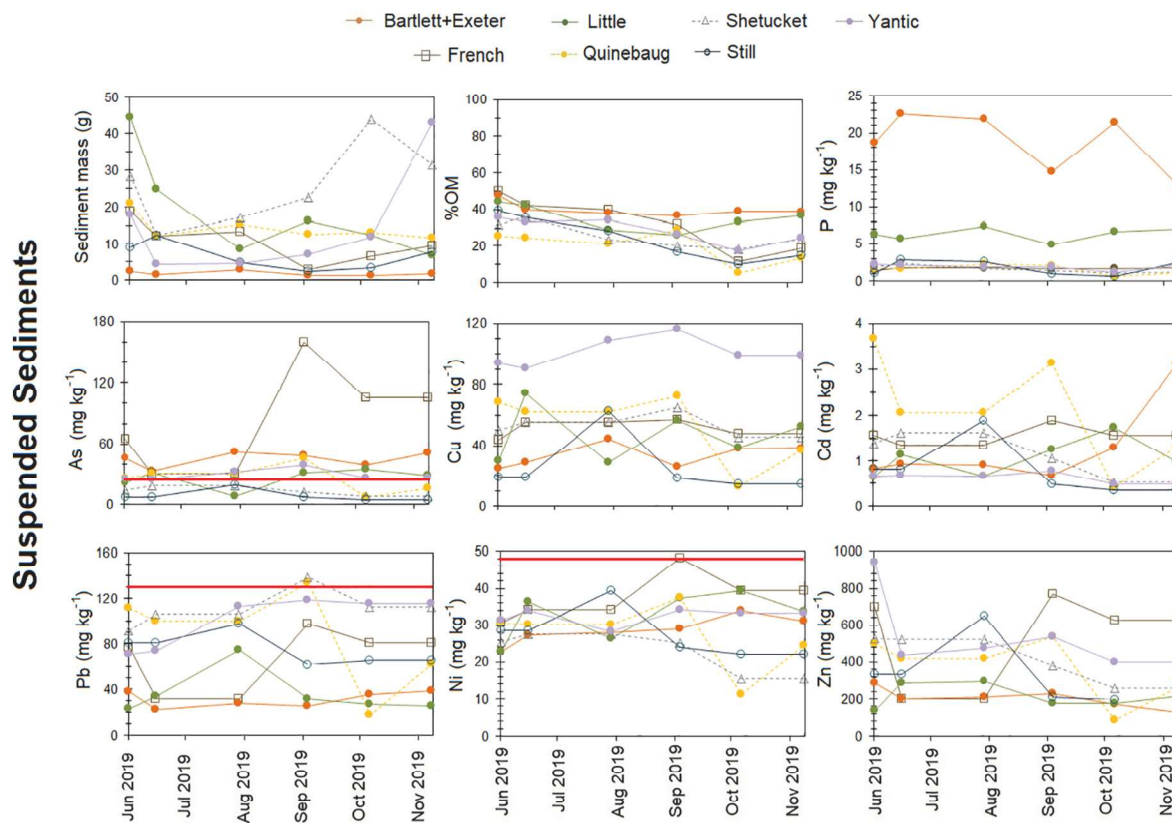 Bartlett+Exeter Little Shetucket Yantic
French Quinebaug Still
Suspended Sediments
Sediment mass (g)
50
40
30
20
10
0
%OM
100
80
60
40
20
0
P (mg kg-1)
25
20
15
10
5
0
As (mg kg-1)
180
120
60
0
Cu (mg kg-1)
120
80
40
0
Cd (mg kg-1)
4
3
2
1
0
Pb (mg kg-1)
160
120
80
40
0
Ni (mg kg-1)
50
40
30
20
10
0
Zn (mg kg-1)
1000
800
600
400
200
0
Jun 2019
Jul 2019
Aug 2019
Sep 2019
Oct 2019
Nov 2019
Jun 2019
Jul 2019
Aug 2019
Sep 2019
Oct 2019
Nov 2019
Jun 2019
Jul 2019
Aug 2019
Sep 2019
Oct 2019
Nov 2019